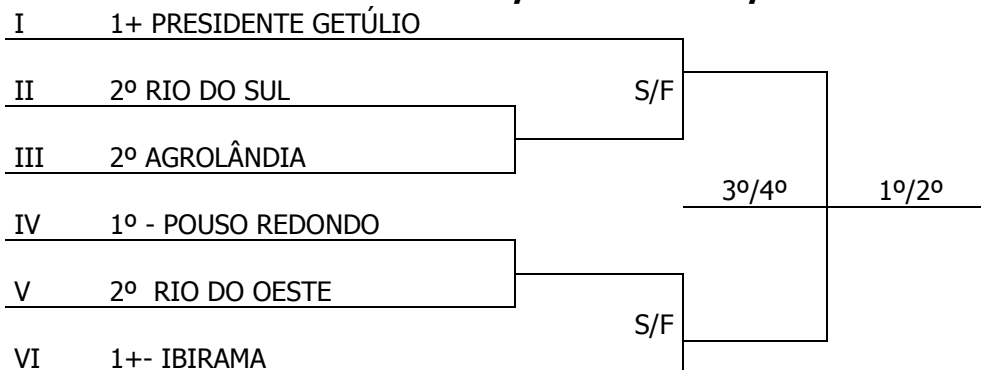 I 1+ PRESIDENTE GETÚLIO
II 2º RIO DO SUL S/F
III 2º AGROLÂNDIA
3º/4º 1º/2º
IV 1º - POUSO REDONDO
V 2º RIO DO OESTE
S/F
VI 1+- IBIRAMA